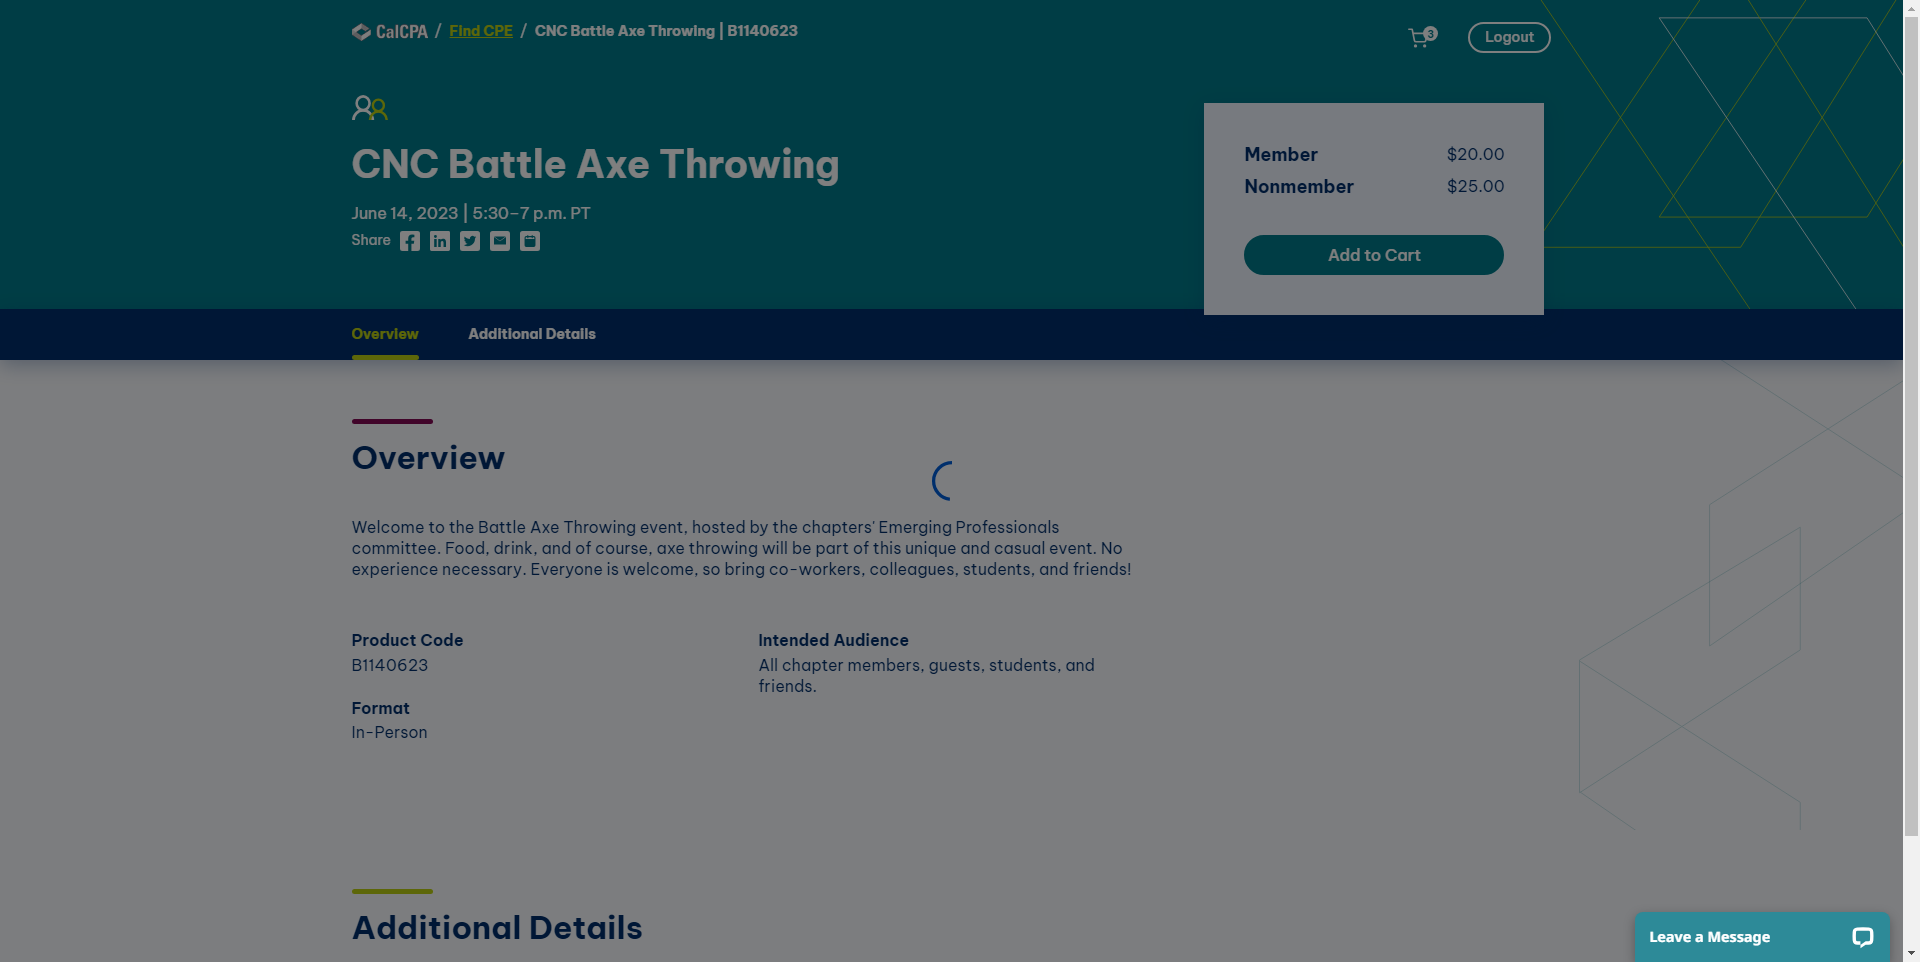 CalCPA / Find CPE / CNC Battle Axe Throwing | B1140623
3
Logout
CNC Battle Axe Throwing
June 14, 2023 | 5:30–7 p.m. PT
Share
Member $20.00
Nonmember $25.00
Add to Cart
Overview Additional Details
Overview
Welcome to the Battle Axe Throwing event, hosted by the chapters' Emerging Professionals
committee. Food, drink, and of course, axe throwing will be part of this unique and casual event. No
experience necessary. Everyone is welcome, so bring co-workers, colleagues, students, and friends!
Product Code
B1140623
Format
In-Person
Intended Audience
All chapter members, guests, students, and
friends.
Additional Details
Leave a Message